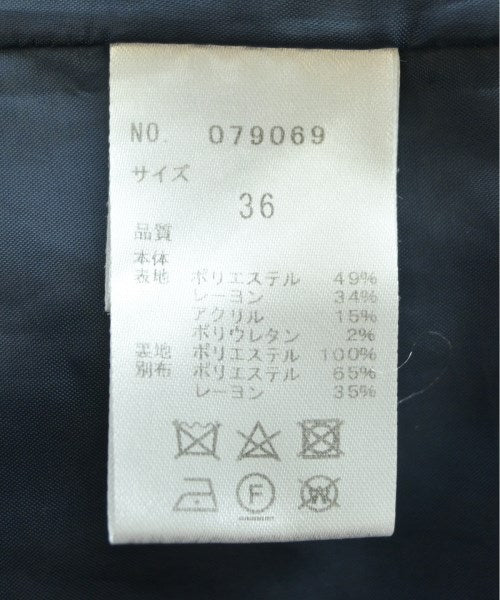 NO. 079069
サイズ
36
品質
本体
表地 ポリエステル 49%
レーヨン 34%
アクリル 15%
ポリウレタン 2%
裏地 ポリエステル 100%
別布 ポリエステル 65%
レーヨン 35%
F W